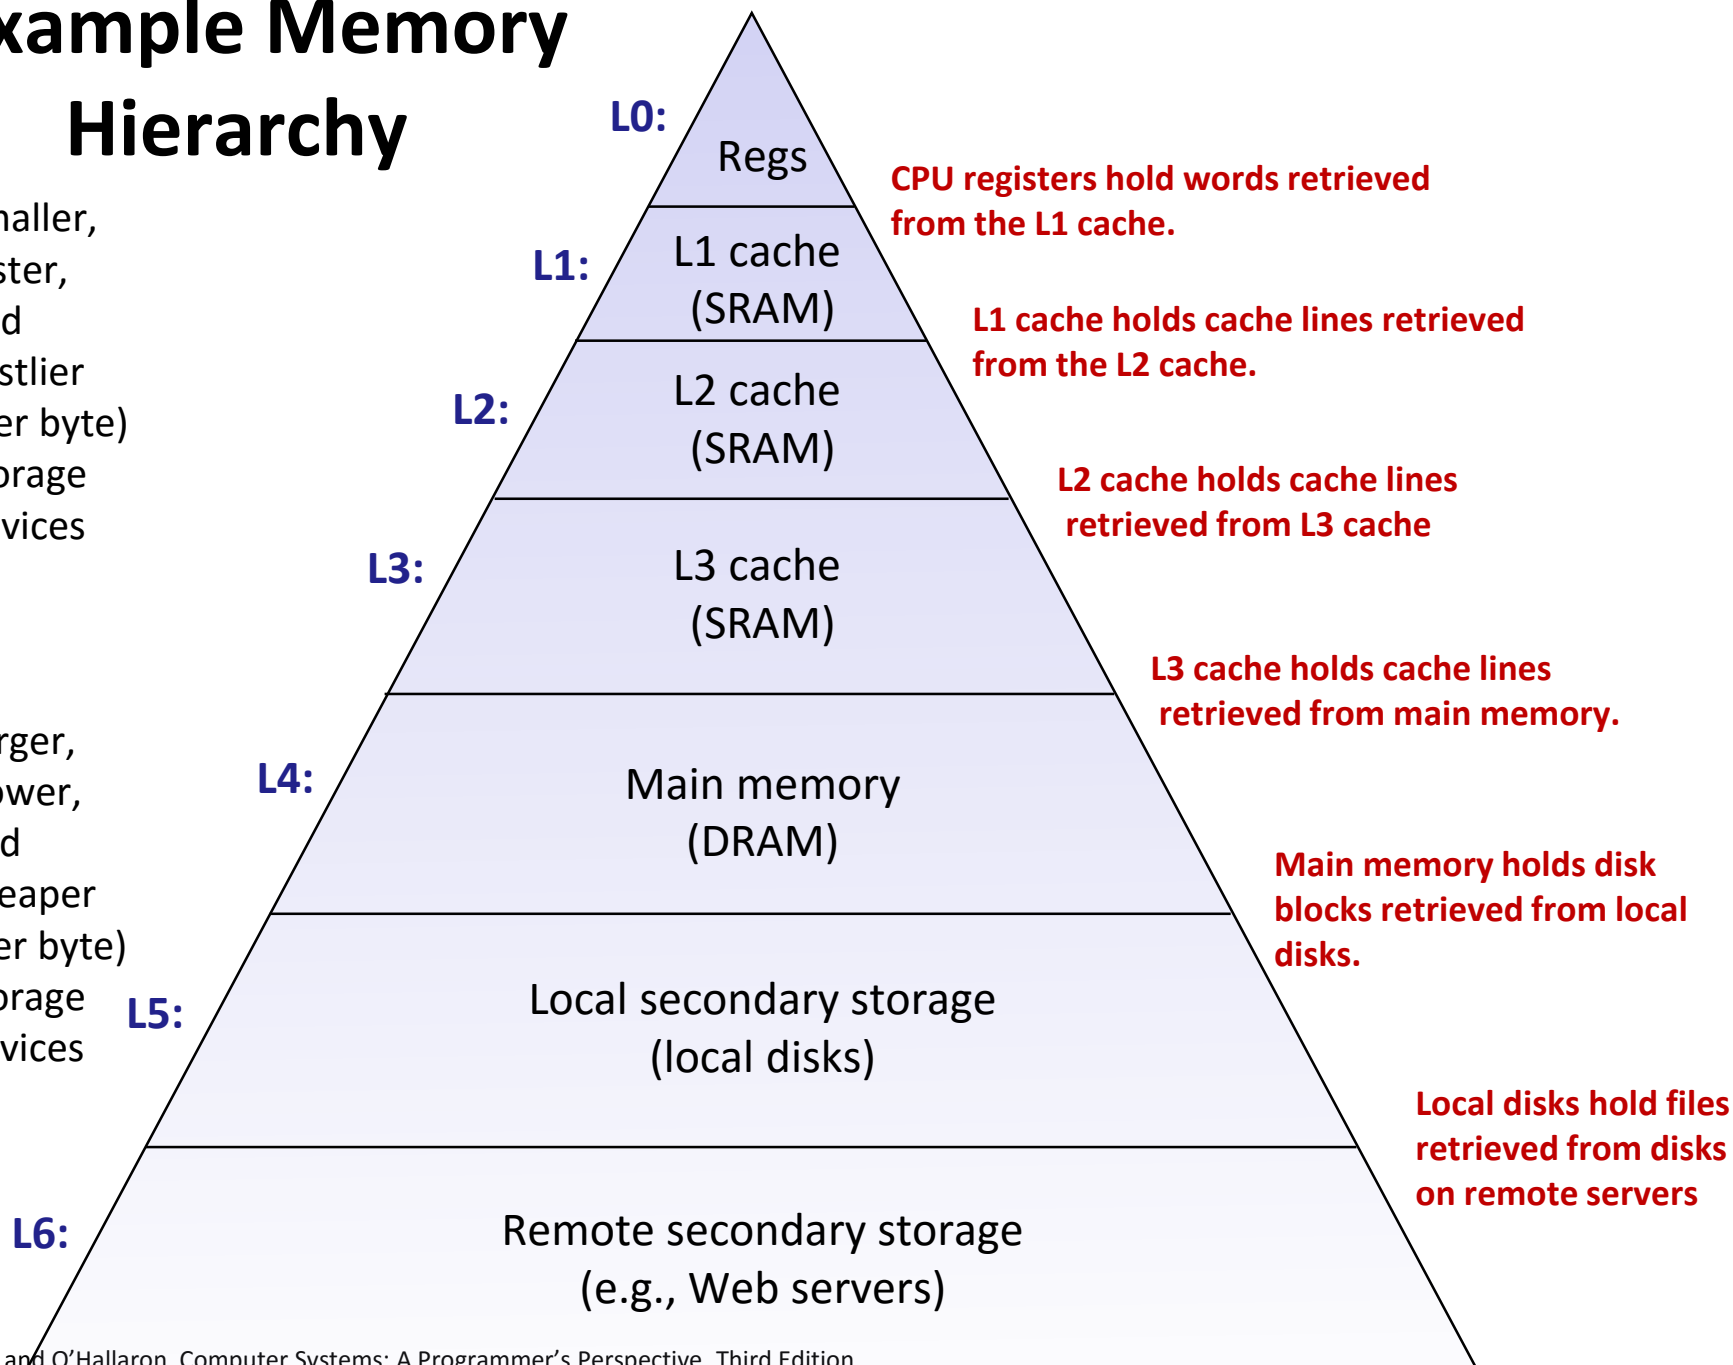 xample Memory
Hierarchy
maller,
ster,
d
stlier
er byte)
orage
vices
rger,
ower,
d
eaper
er byte)
orage
vices
L0:
Regs
CPU registers hold words retrieved
from the L1 cache.
L1:
L1 cache
(SRAM)
L1 cache holds cache lines retrieved
from the L2 cache.
L2:
L2 cache
(SRAM)
L2 cache holds cache lines
retrieved from L3 cache
L3:
L3 cache
(SRAM)
L3 cache holds cache lines
retrieved from main memory.
L4:
Main memory
(DRAM)
Main memory holds disk
blocks retrieved from local
disks.
L5:
Local secondary storage
(local disks)
Local disks hold files
retrieved from disks
on remote servers
L6:
Remote secondary storage
(e.g., Web servers)
and O'Hallaron, Computer Systems: A Programmer's Perspective, Third Edition